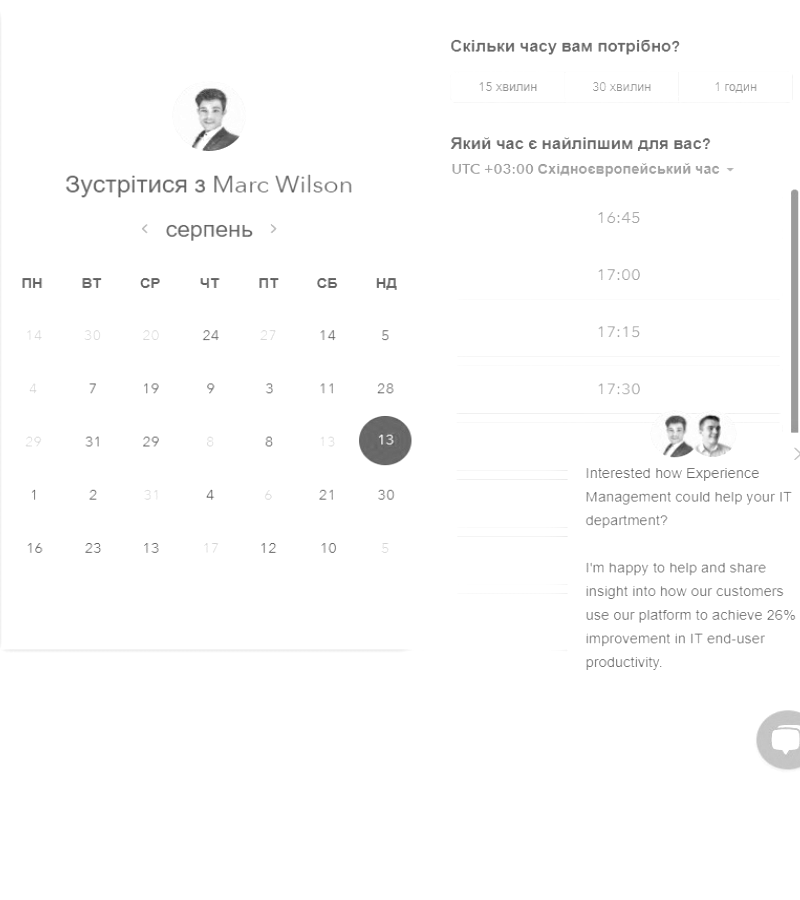 Зустрітися з Marc Wilson
серпень
ПН ВТ СР ЧТ ПТ СБ НД
14 30 20 24 27 14 5
4 7 19 9 3 11 28
29 31 29 8 8 13 13
1 2 31 4 6 21 30
16 23 13 17 12 10 5
Скільки часу вам потрібно?
15 хвилин 30 хвилин 1 годин
Який час є найліпшим для вас?
UTC +03:00 Східноєвропейський час
16:45
17:00
17:15
17:30
Interested how Experience
Management could help your IT
department?
I'm happy to help and share
insight into how our customers
use our platform to achieve 26%
improvement in IT end-user
productivity.